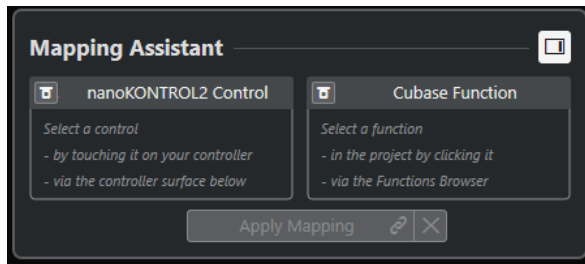 Mapping Assistant
nanoKONTROL2 Control
Select a control
- by touching it on your controller
- via the controller surface below
Cubase Function
Select a function
- in the project by clicking it
- via the Functions Browser
Apply Mapping